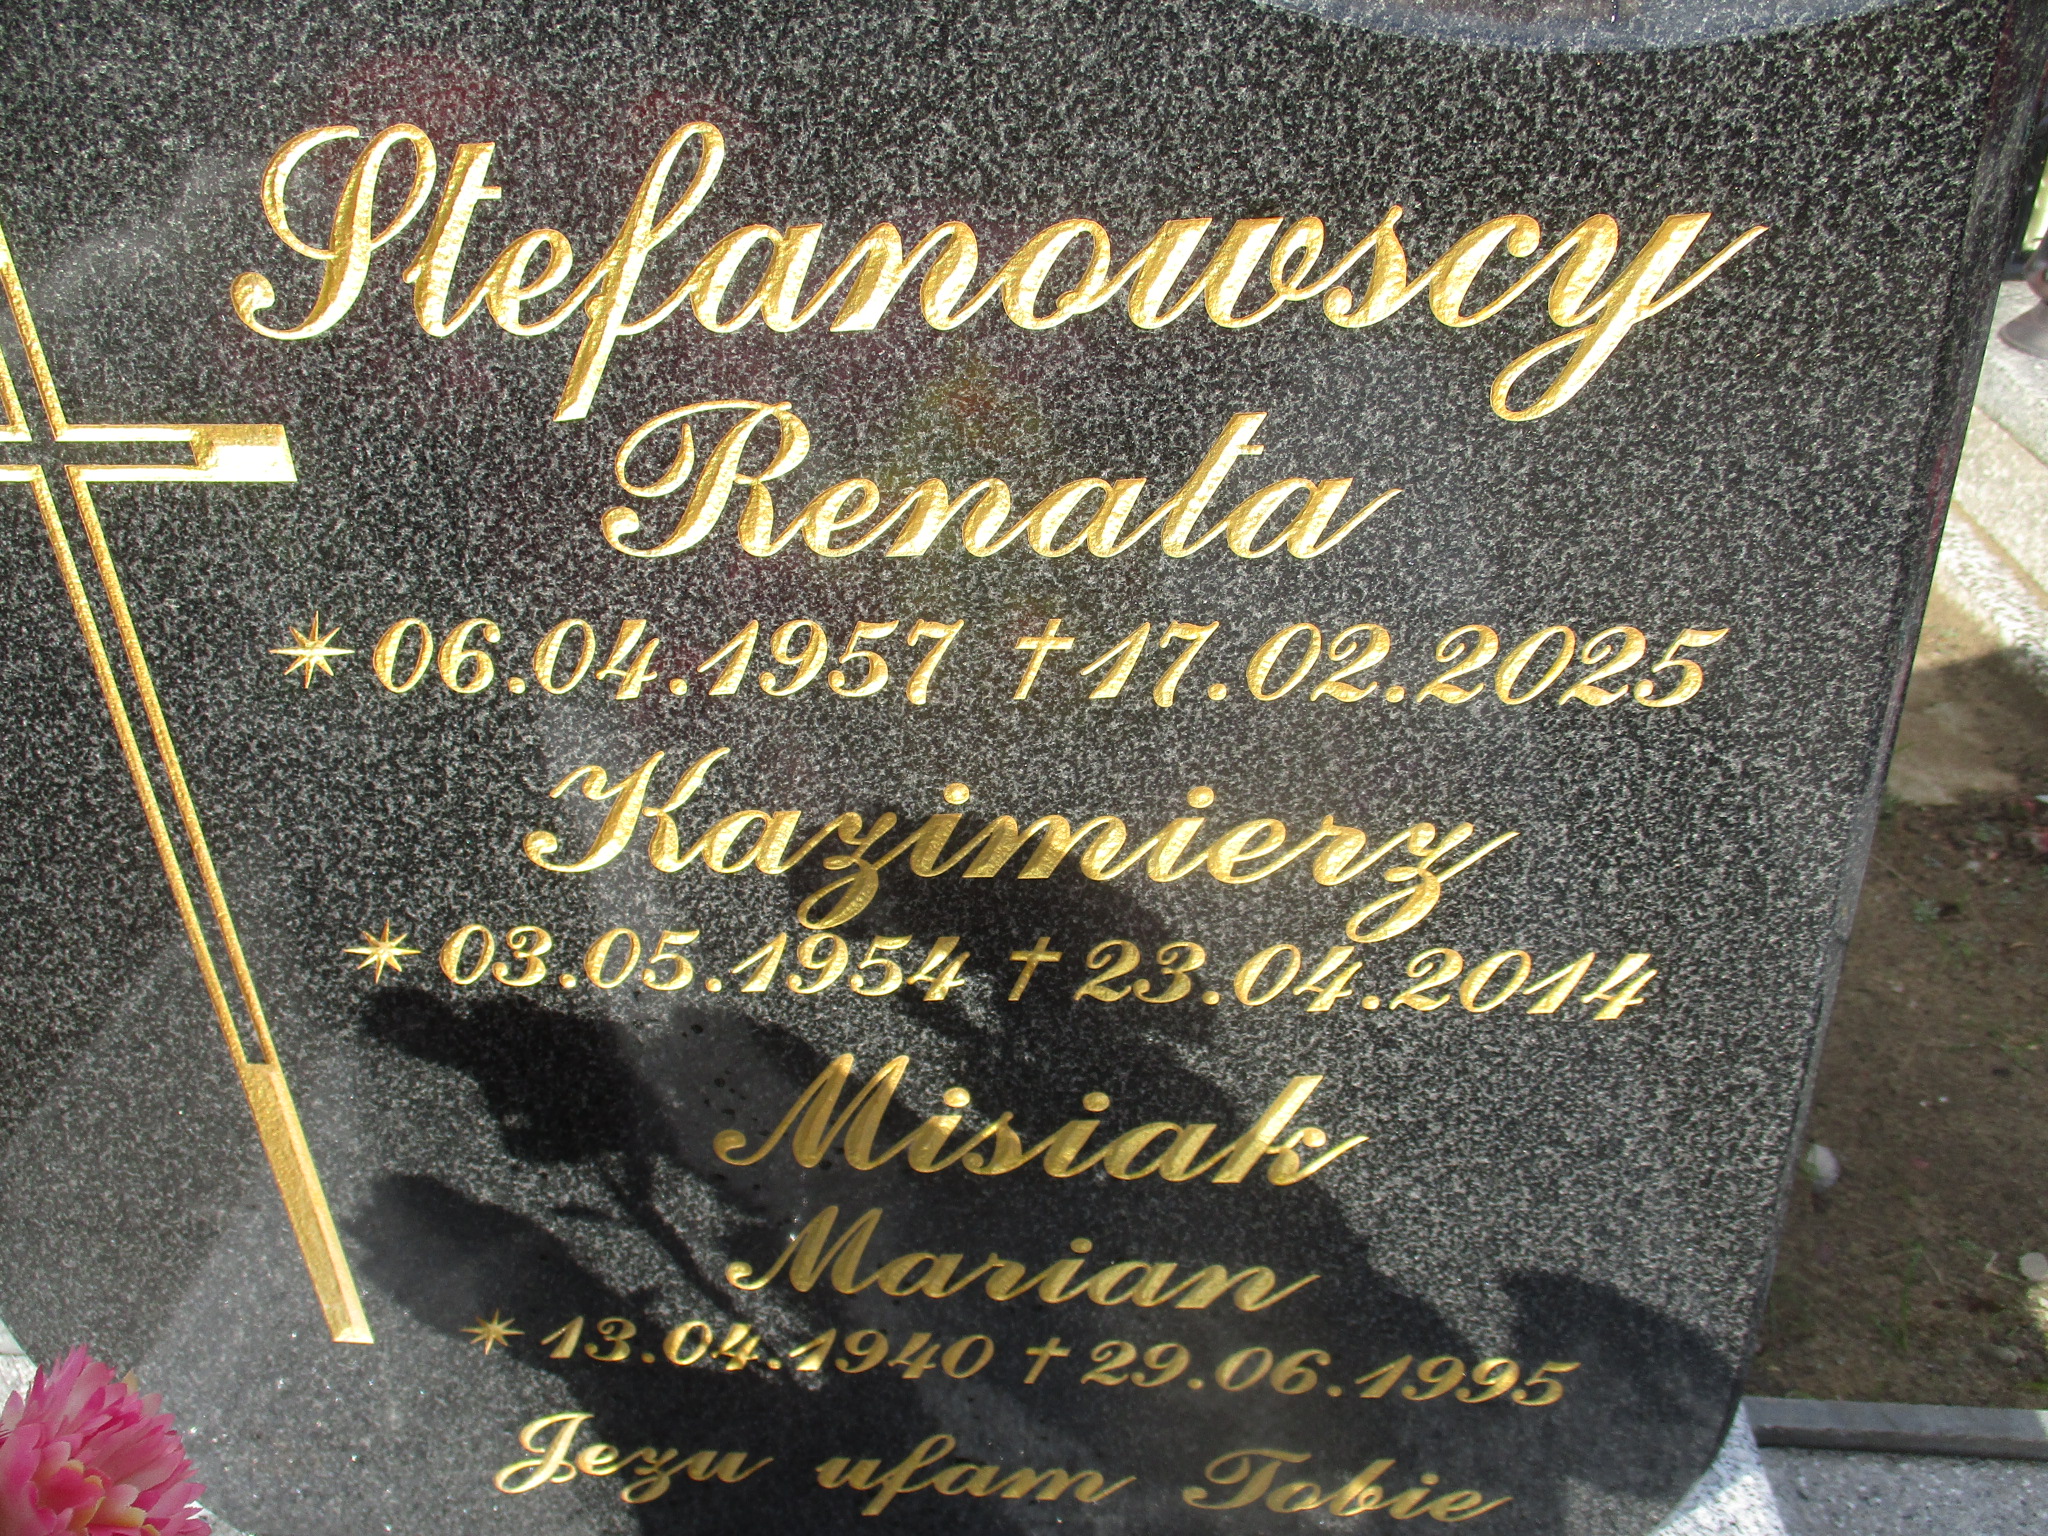 Stefanowscy
Renata
* 06.04.1957 † 17.02.2025
Kazimierz
* 03.05.1954 † 23.04.2014
Misiak
Marian
* 13.04.1940 † 29.06.1995
Jezu ufam Tobie